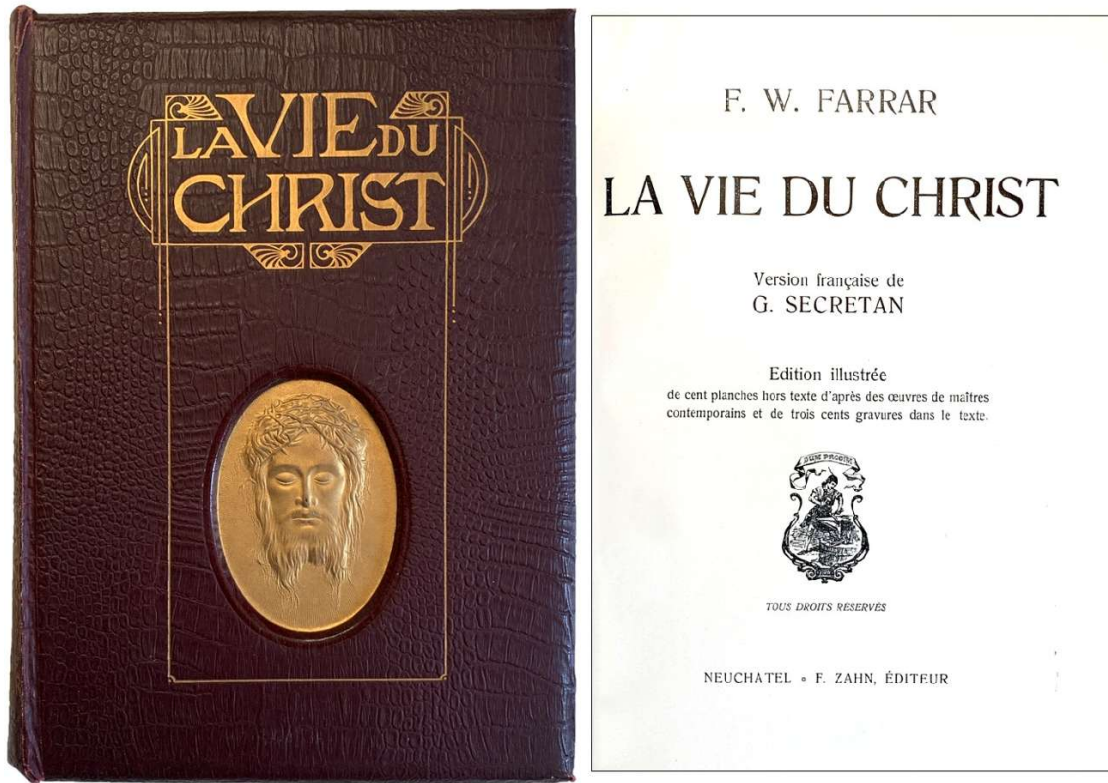 LA VIE DU
CHRIST
F. W. FARRAR
LA VIE DU CHRIST
Version française de
G. SECRETAN
Edition illustrée
de cent planches hors texte d'après des œuvres de maîtres
contemporains et de trois cents gravures dans le texte.
TOUS DROITS RESERVÉS
NEUCHATEL • F. ZAHN, ÉDITEUR